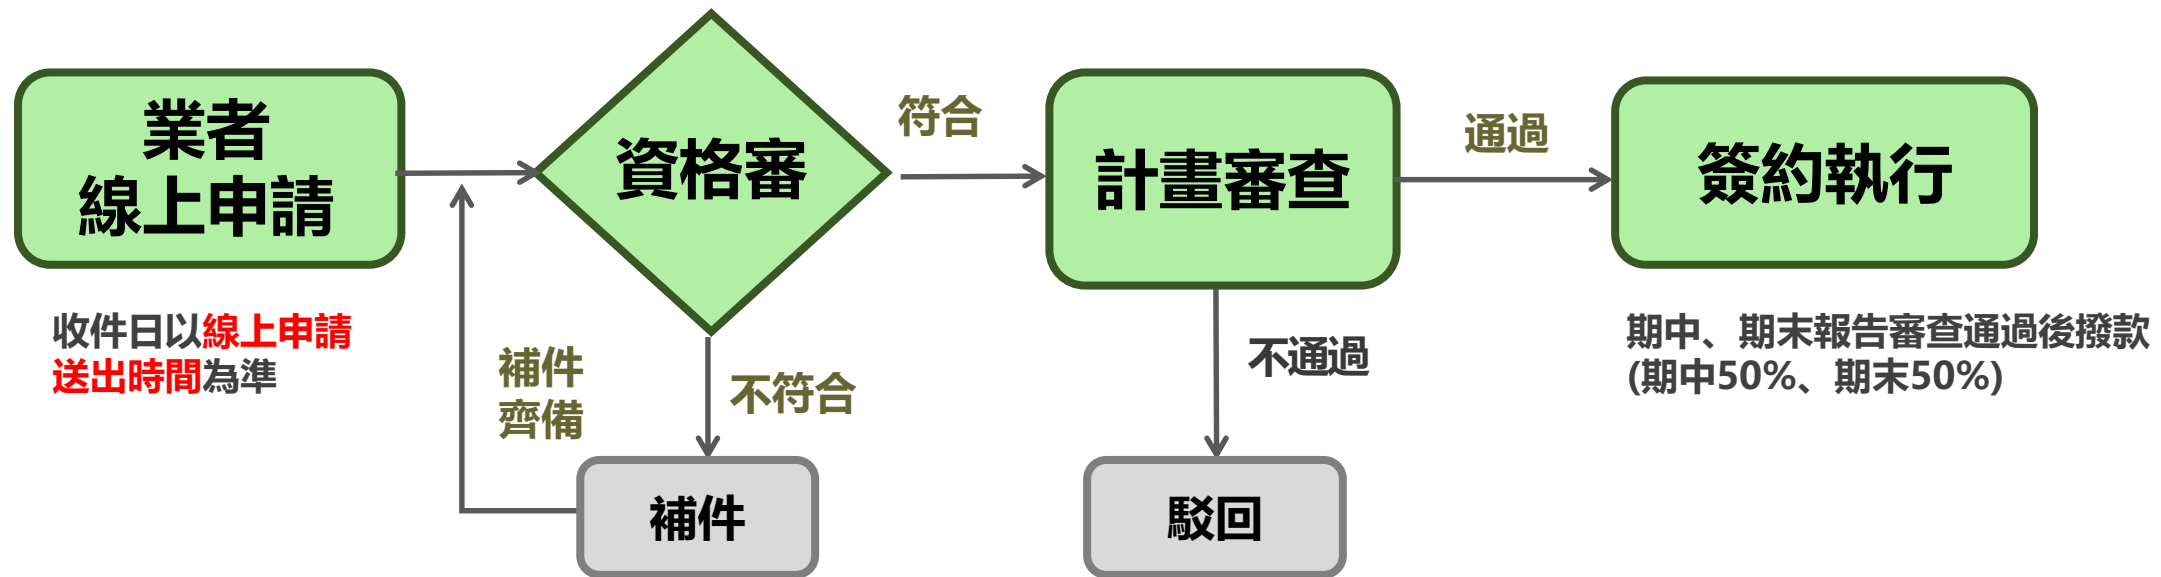 業者
線上申請
資格審
符合
計畫審查
通過
簽約執行
收件日以線上申請
送出時間為準
補件
齊備
不符合
不通過
期中、期末報告審查通過後撥款
(期中50%、期末50%)
補件
駁回